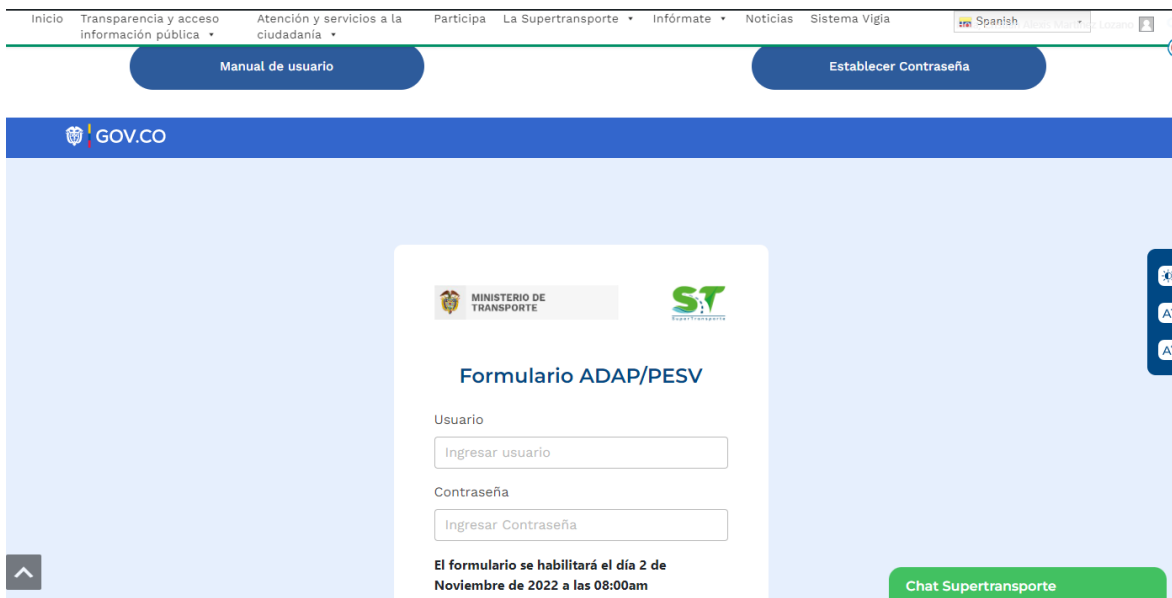 Inicio Transparencia y acceso Atención y servicios a la Participa La Supertransporte Infórmate Noticias Sistema Vigia Spanish
información pública ciudadanía
Manual de usuario Establecer Contraseña
GOV.CO
MINISTERIO DE
TRANSPORTE
ST
SuperTransporte
Formulario ADAP/PESV
Usuario
Ingresar usuario
Contraseña
Ingresar Contraseña
El formulario se habilitará el día 2 de
Noviembre de 2022 a las 08:00am
Chat Supertransporte